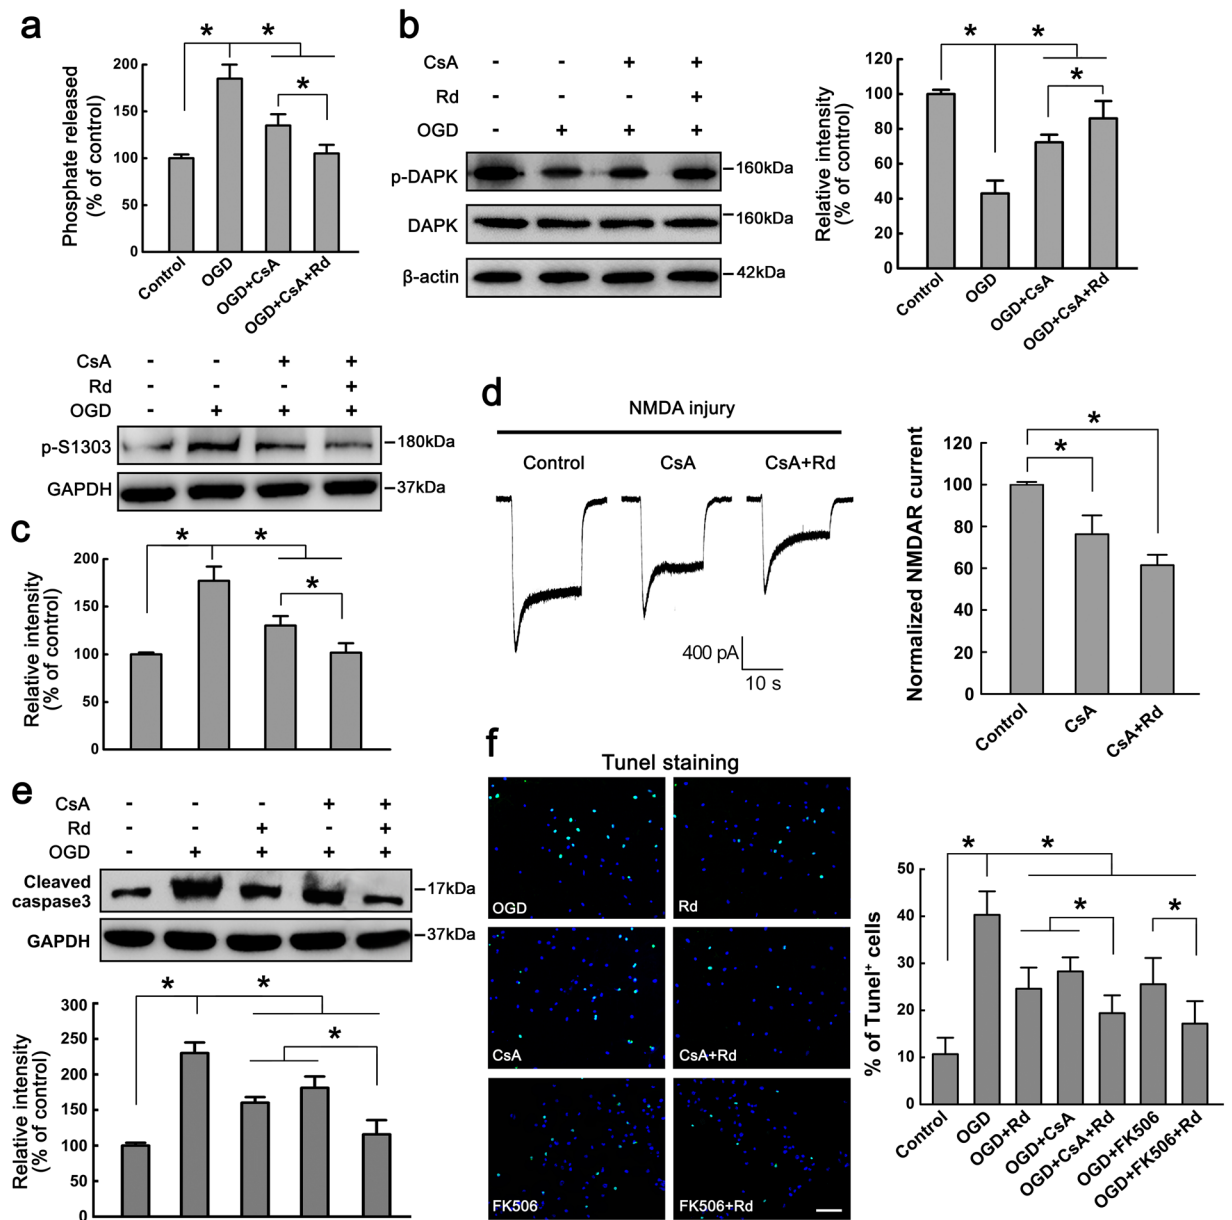 a
*
*
200
150
100
50
0
*
Phosphate released
(% of control)
Control
OGD
OGD+CsA
OGD+CsA+Rd
b
CsA - - + +
Rd - - - +
OGD - + + +
p-DAPK
160kDa
DAPK
160kDa
β-actin
42kDa
*
*
120
100
80
60
40
20
0
*
Relative intensity
(% of control)
Control
OGD
OGD+CsA
OGD+CsA+Rd
CsA - - + +
Rd - - - +
OGD - + + +
p-S1303
180kDa
GAPDH
37kDa
c
*
*
200
150
100
50
0
*
Relative intensity
(% of control)
d
NMDA injury
Control CsA CsA+Rd
400 pA
10 s
*
*
120
100
80
60
40
20
0
Normalized NMDAR current
Control
CsA
CsA+Rd
e
CsA - - - + +
Rd - - + - +
OGD - + + + +
Cleaved
caspase3
17kDa
GAPDH
37kDa
*
*
300
250
200
150
100
50
0
*
Relative intensity
(% of control)
f
Tunel staining
OGD
Rd
CsA
CsA+Rd
FK506
FK506+Rd
*
*
50
40
30
20
10
0
*
*
% of Tunel⁺ cells
Control
OGD
OGD+Rd
OGD+CsA
OGD+CsA+Rd
OGD+FK506
OGD+FK506+Rd